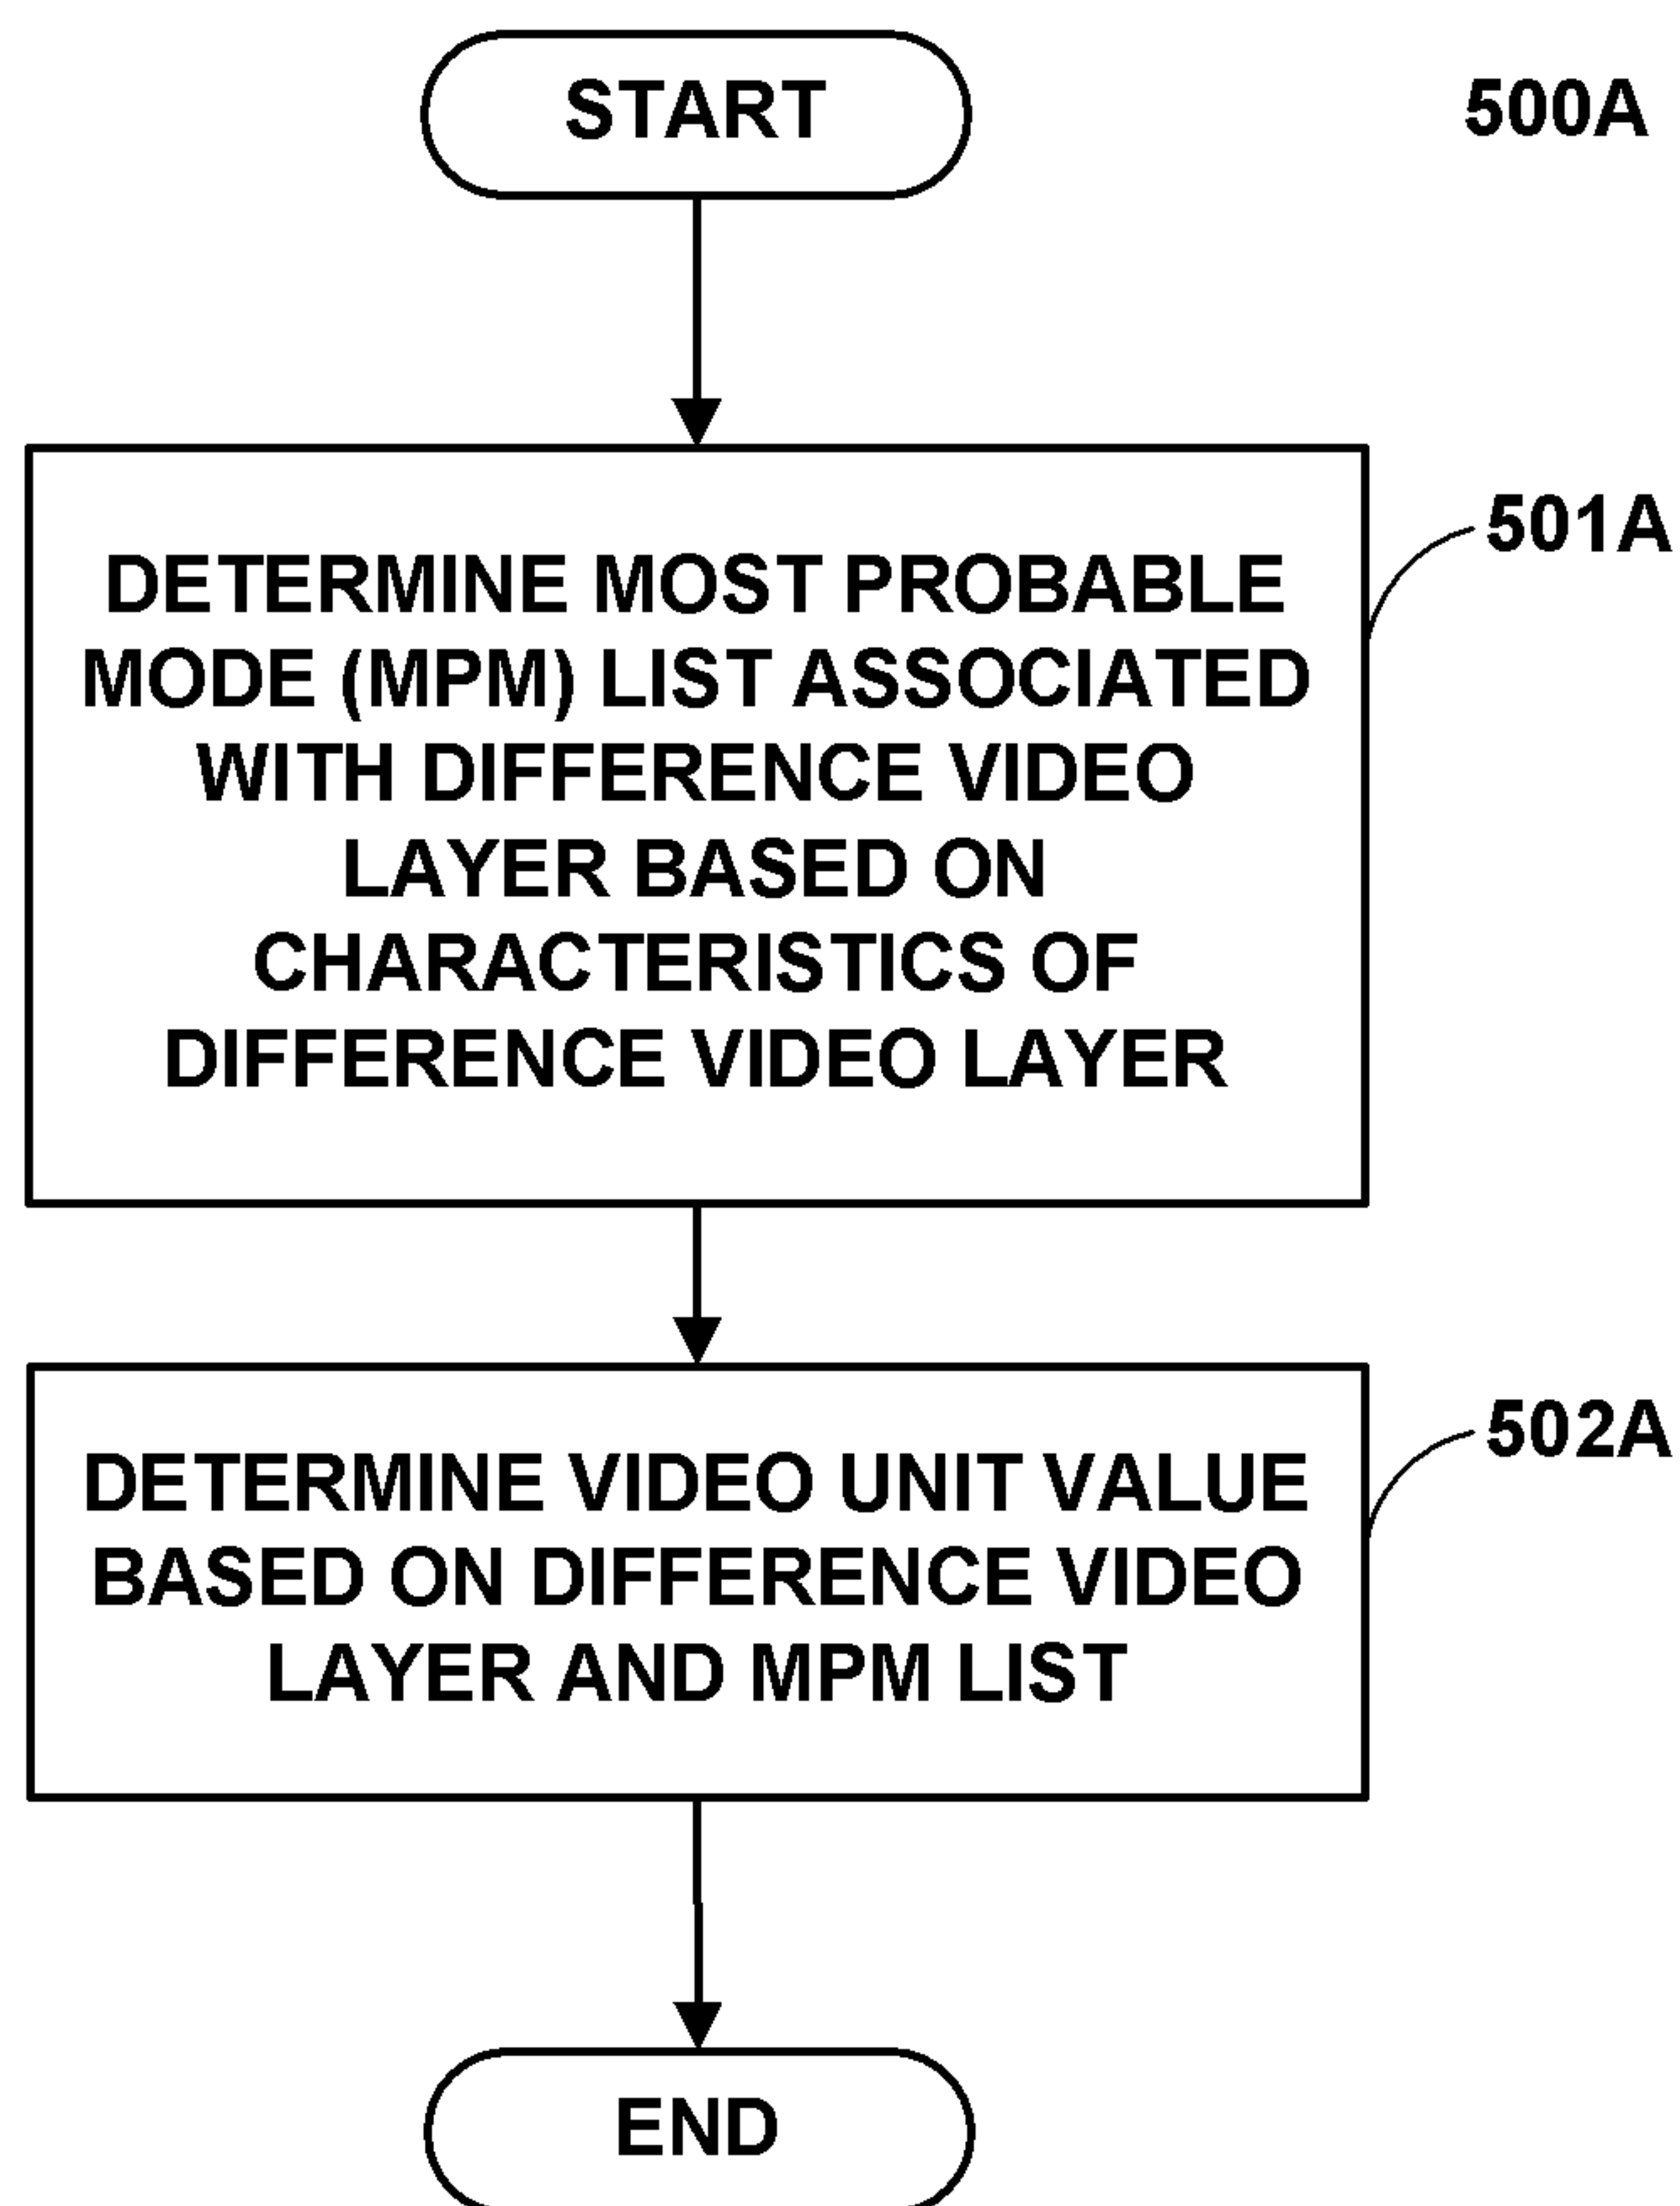 START
500A
501A
DETERMINE MOST PROBABLE
MODE (MPM) LIST ASSOCIATED
WITH DIFFERENCE VIDEO
LAYER BASED ON
CHARACTERISTICS OF
DIFFERENCE VIDEO LAYER
502A
DETERMINE VIDEO UNIT VALUE
BASED ON DIFFERENCE VIDEO
LAYER AND MPM LIST
END